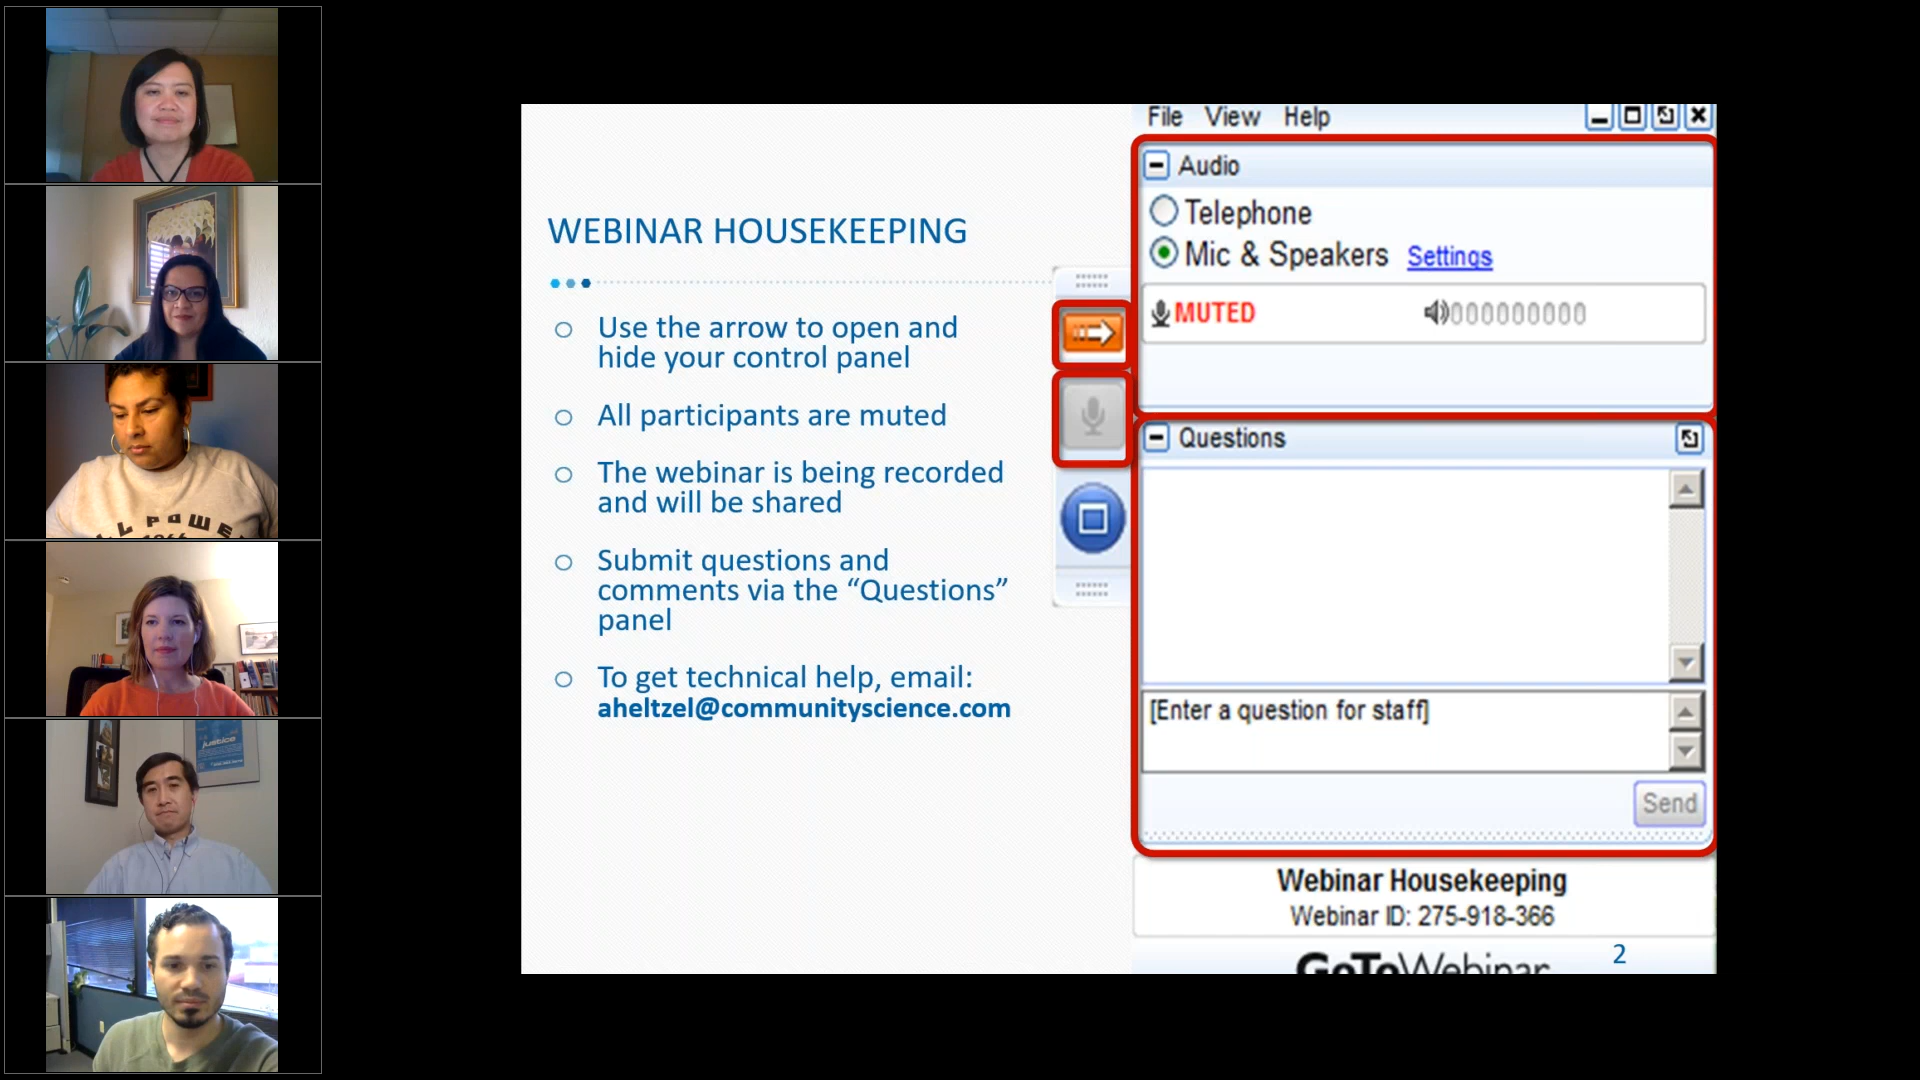 WEBINAR HOUSEKEEPING
Use the arrow to open and
hide your control panel
All participants are muted
The webinar is being recorded
and will be shared
Submit questions and
comments via the “Questions”
panel
To get technical help, email:
aheltzel@communityscience.com
File View Help
Audio
Telephone
Mic & Speakers Settings
MUTED
Questions
[Enter a question for staff]
Send
Webinar Housekeeping
Webinar ID: 275-918-366
GoToWebinar
2
justice